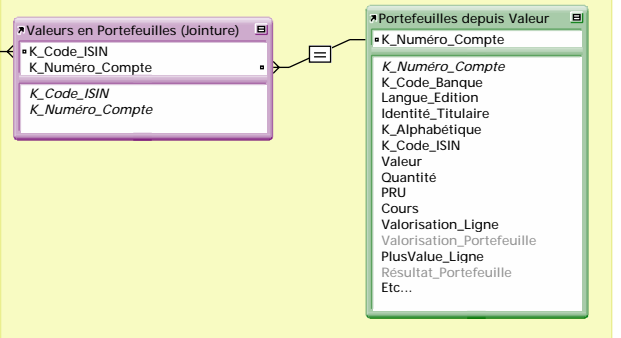 Valeurs en Portefeuilles (Jointure)
K_Code_ISIN
K_Numéro_Compte
K_Code_ISIN
K_Numéro_Compte
=
Portefeuilles depuis Valeur
K_Numéro_Compte
K_Numéro_Compte
K_Code_Banque
Langue_Edition
Identité_Titulaire
K_Alphabétique
K_Code_ISIN
Valeur
Quantité
PRU
Cours
Valorisation_Ligne
Valorisation_Portefeuille
PlusValue_Ligne
Résultat_Portefeuille
Etc...